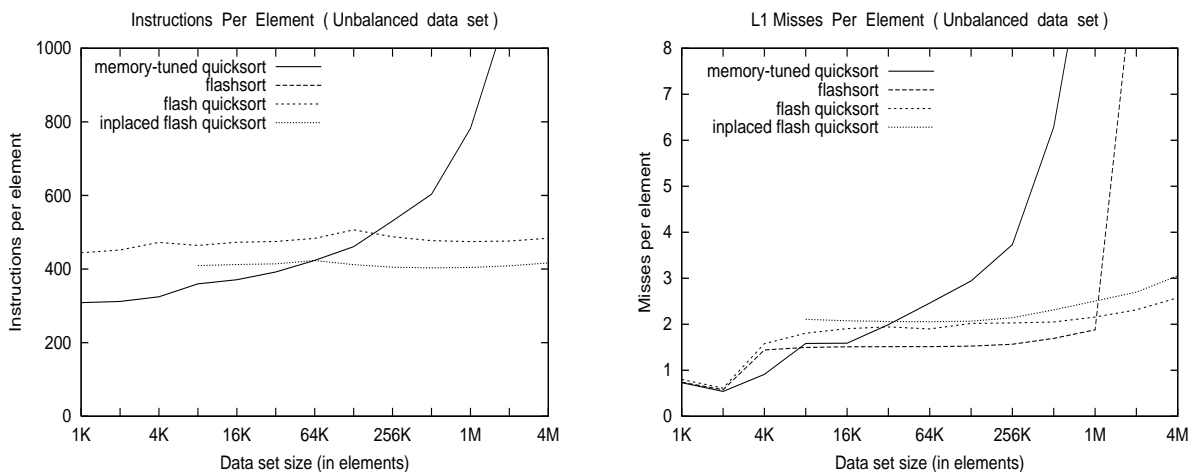 Instructions Per Element ( Unbalanced data set )
1000
800
600
400
200
0
Instructions per element
memory-tuned quicksort
flashsort
flash quicksort
inplaced flash quicksort
1K 4K 16K 64K 256K 1M 4M
Data set size (in elements)
L1 Misses Per Element ( Unbalanced data set )
8
7
6
5
4
3
2
1
0
Misses per element
memory-tuned quicksort
flashsort
flash quicksort
inplaced flash quicksort
1K 4K 16K 64K 256K 1M 4M
Data set size (in elements)